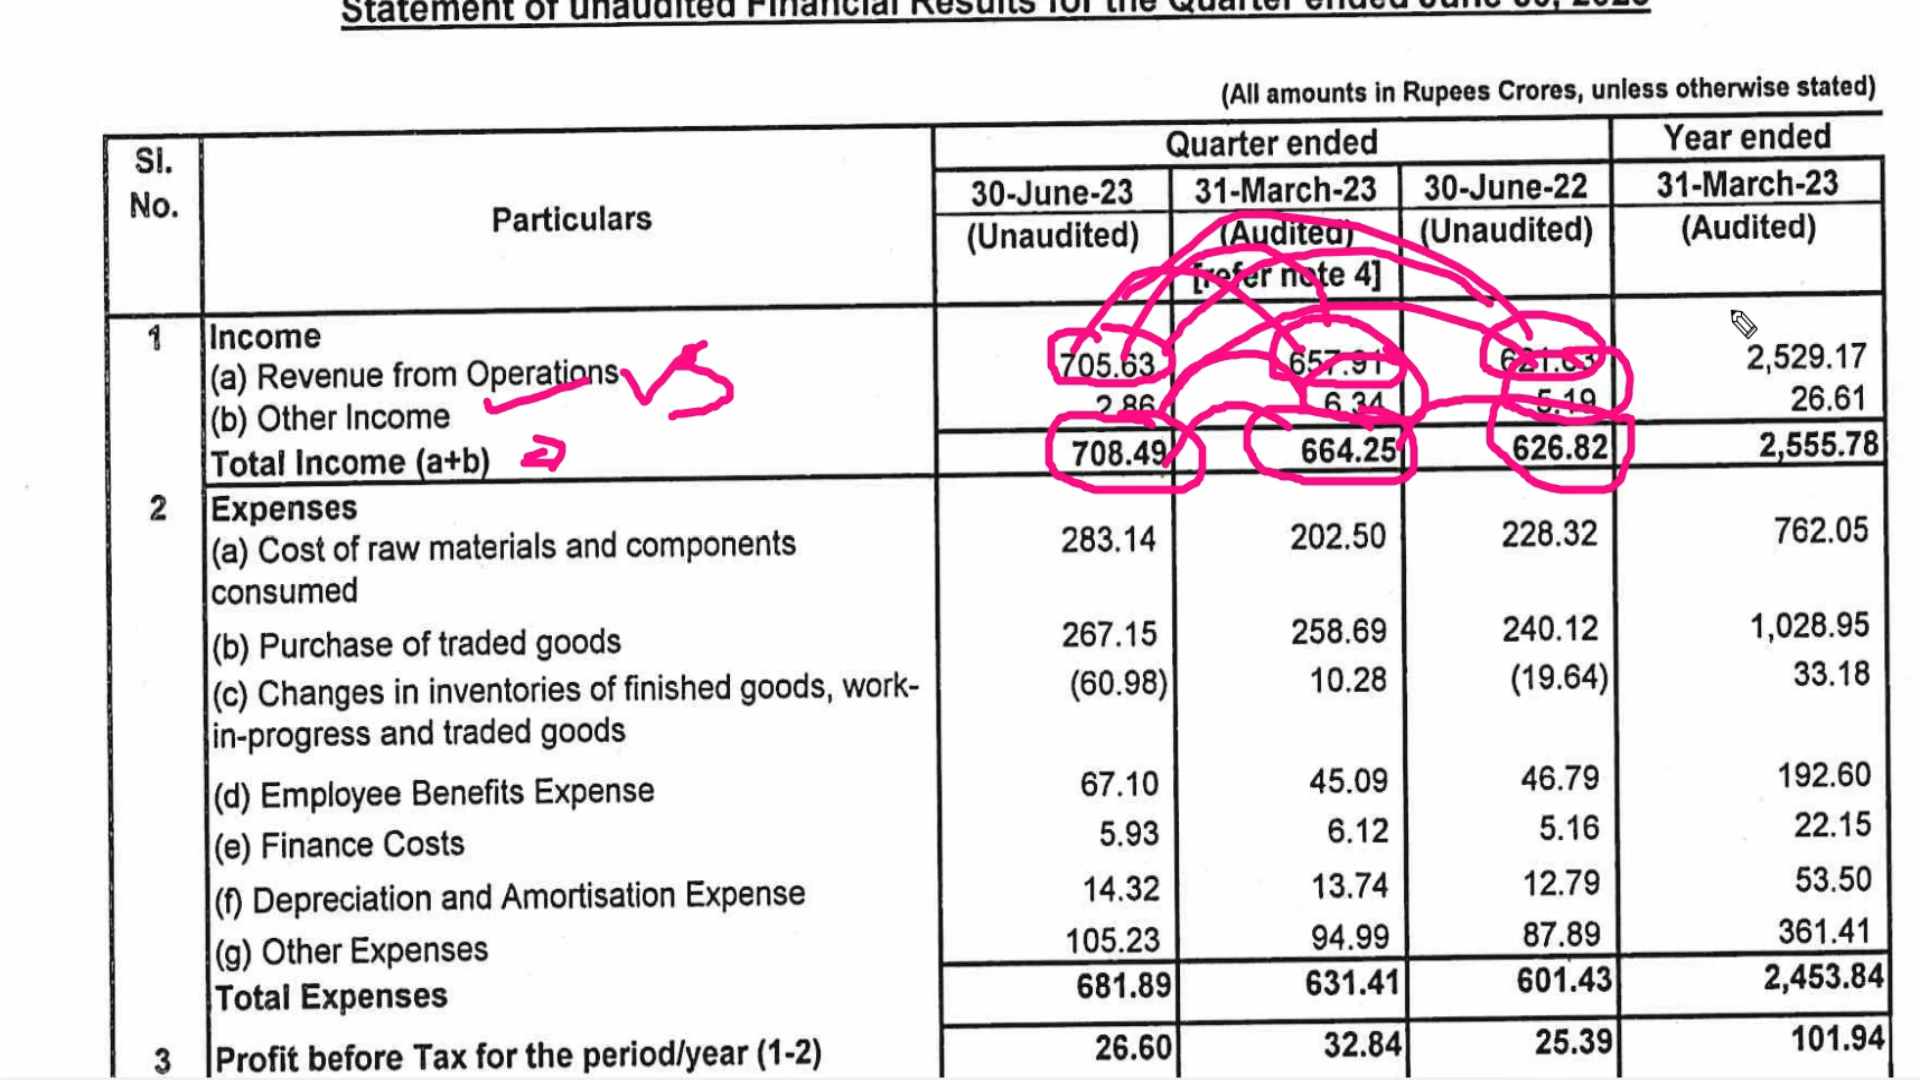 Statement of unaudited Financial Results for the Quarter ended June 30, 2023
(All amounts in Rupees Crores, unless otherwise stated)
Sl. No. Particulars Quarter ended Year ended
30-June-23 31-March-23 30-June-22 31-March-23
(Unaudited) (Audited) (Unaudited) (Audited)
[refer note 4]
1 Income
(a) Revenue from Operations 705.63 657.91 621.63 2,529.17
(b) Other Income 2.86 6.34 5.19 26.61
Total Income (a+b) 708.49 664.25 626.82 2,555.78
2 Expenses
(a) Cost of raw materials and components 283.14 202.50 228.32 762.05
consumed
(b) Purchase of traded goods 267.15 258.69 240.12 1,028.95
(c) Changes in inventories of finished goods, work- (60.98) 10.28 (19.64) 33.18
in-progress and traded goods
(d) Employee Benefits Expense 67.10 45.09 46.79 192.60
(e) Finance Costs 5.93 6.12 5.16 22.15
(f) Depreciation and Amortisation Expense 14.32 13.74 12.79 53.50
(g) Other Expenses 105.23 94.99 87.89 361.41
Total Expenses 681.89 631.41 601.43 2,453.84
3 Profit before Tax for the period/year (1-2) 26.60 32.84 25.39 101.94